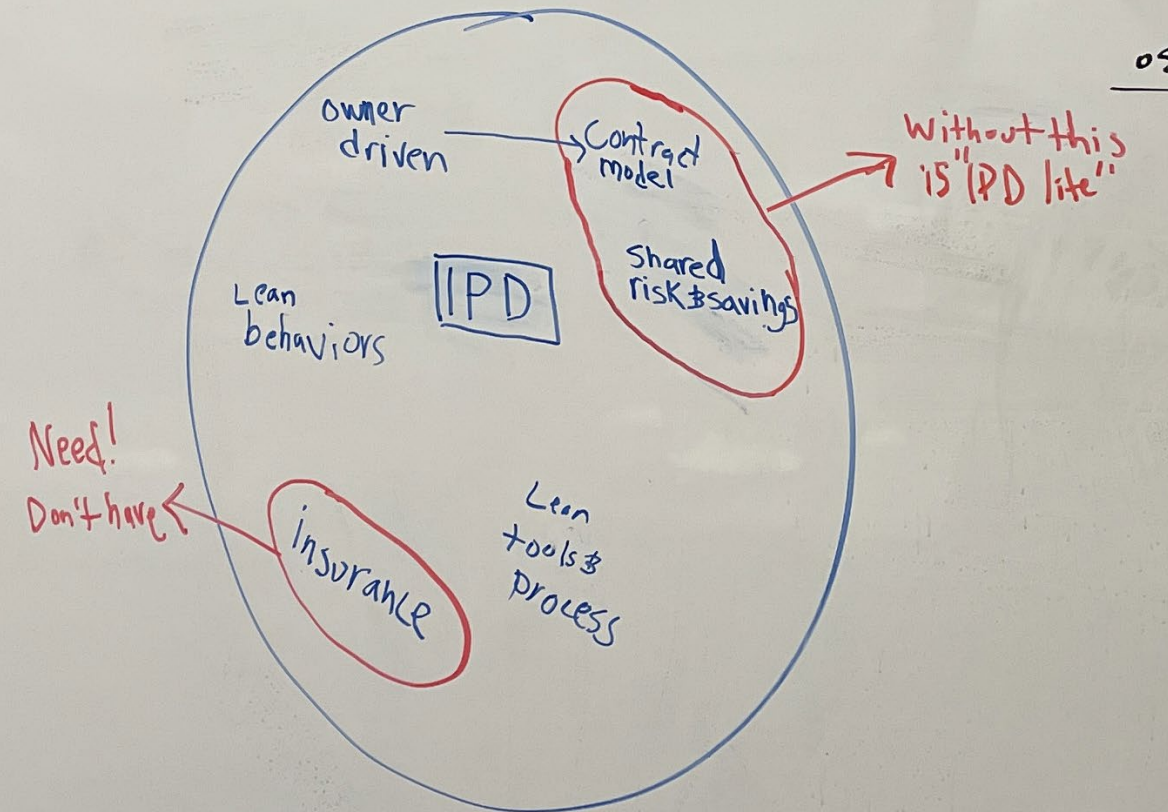 owner
driven
Contract
model
Without this
is "IPD lite"
Shared
risk & savings
IPD
Lean
behaviors
Need!
Don't have
insurance
Lean
tools &
process